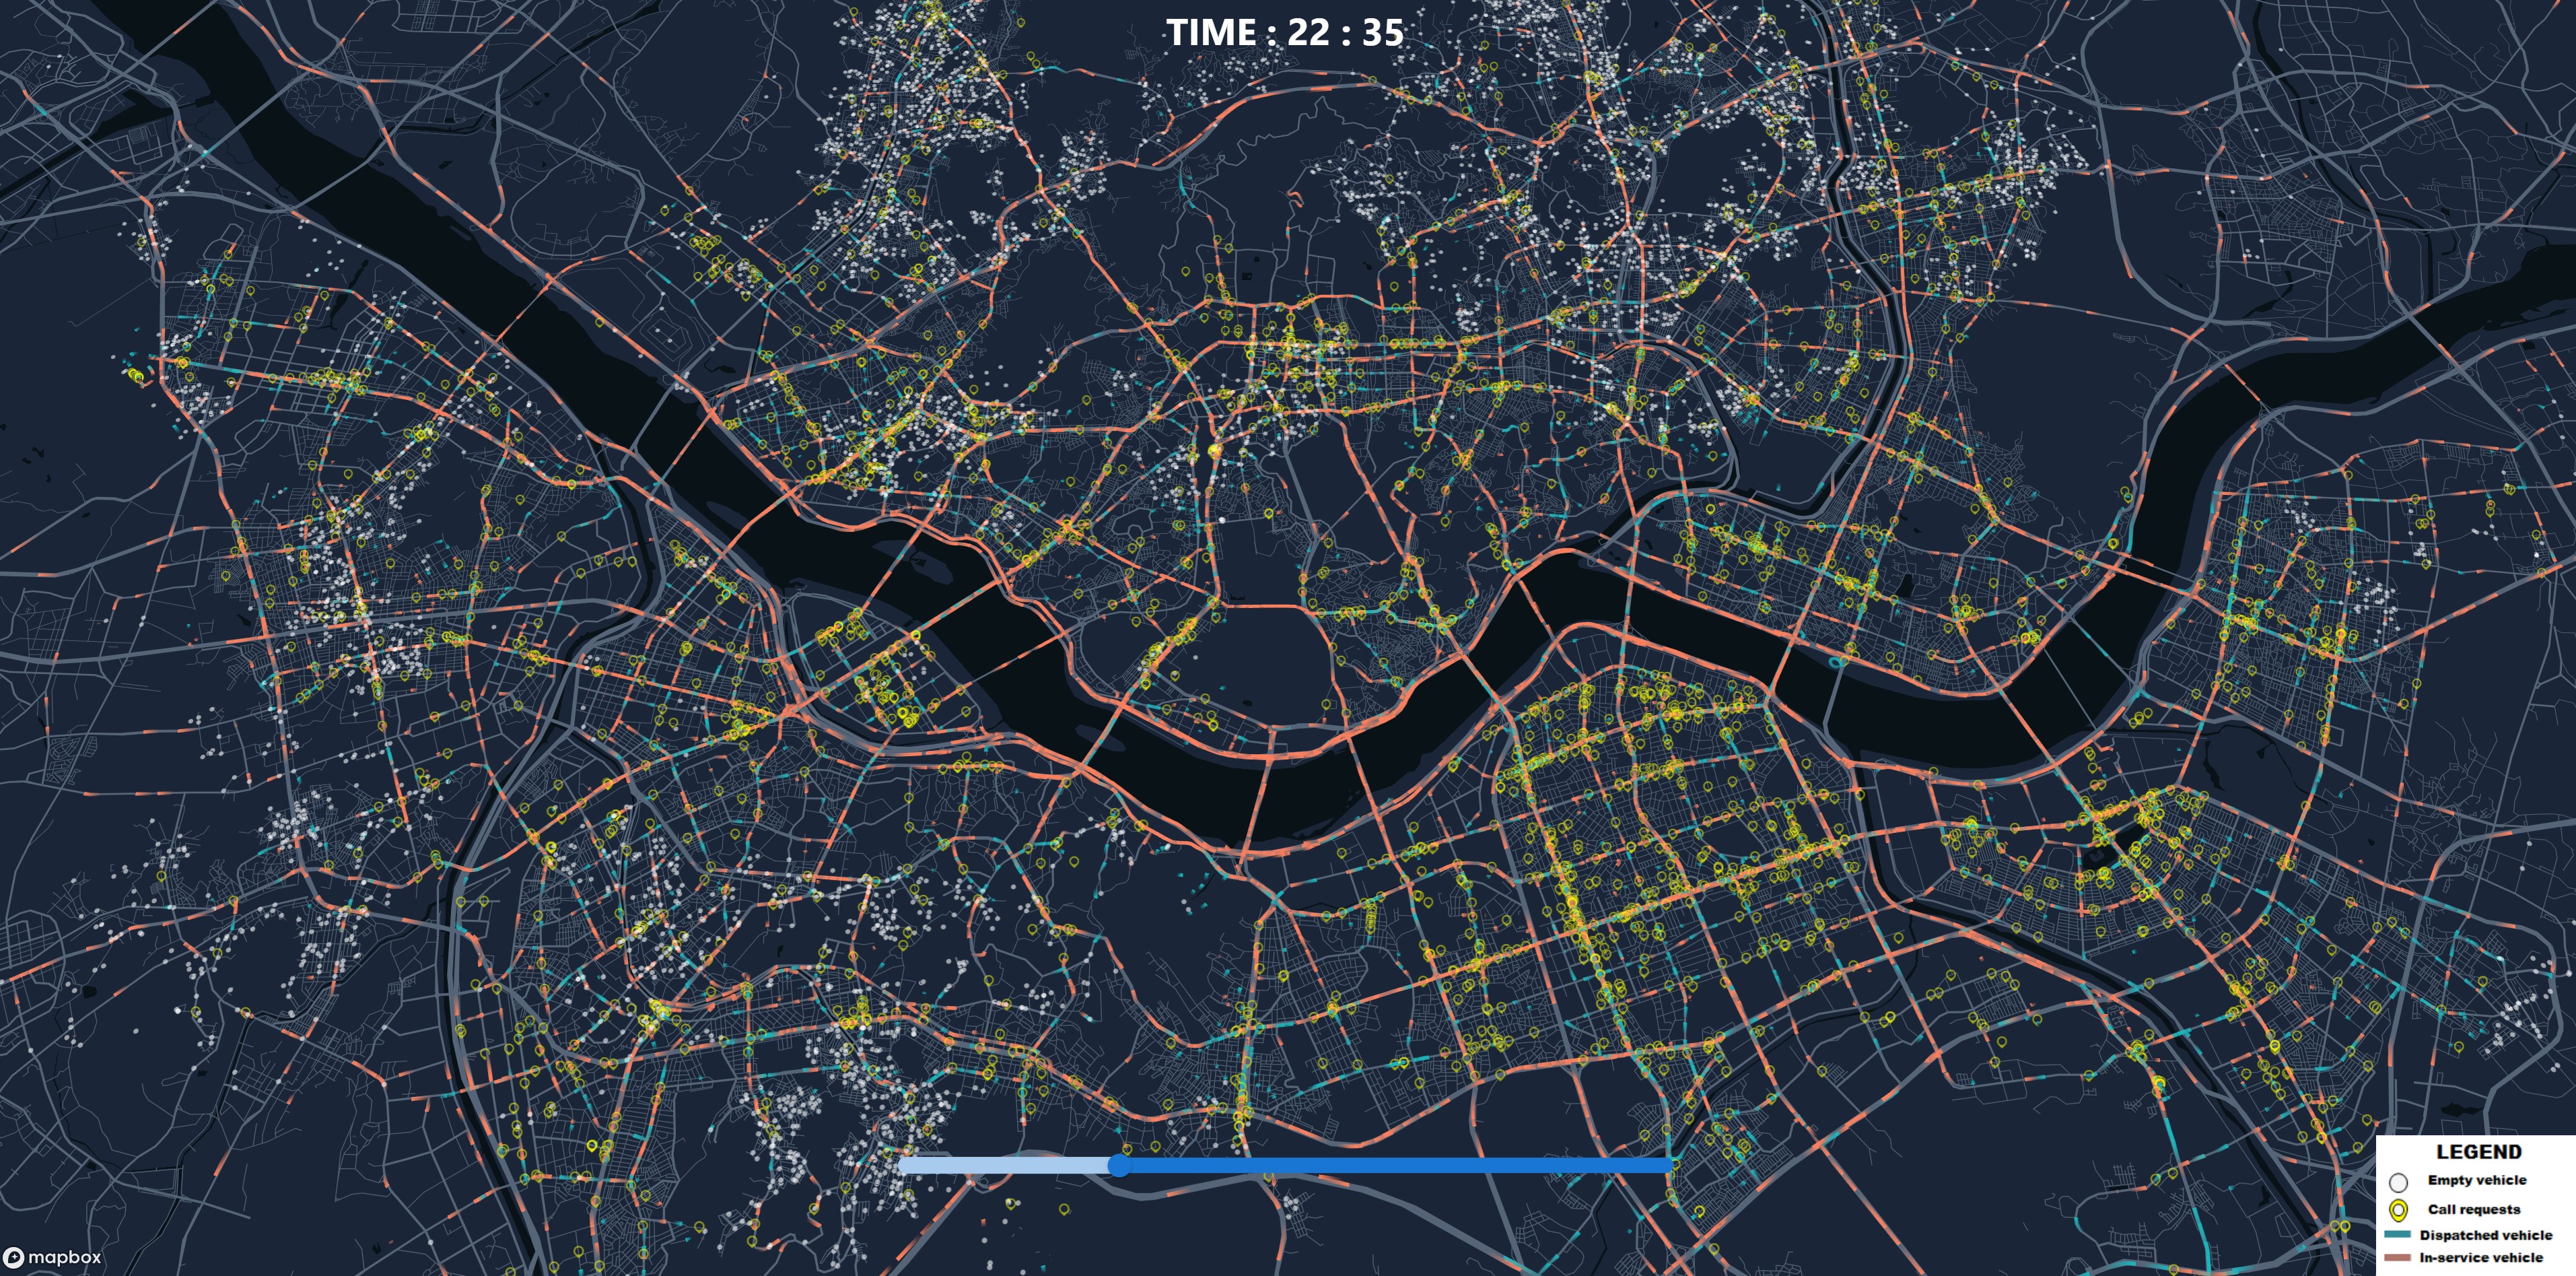 TIME : 22 : 35
LEGEND
Empty vehicle
Call requests
Dispatched vehicle
In-service vehicle
mapbox